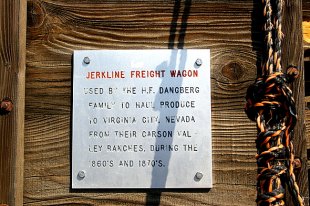 JERKLINE FREIGHT WAGON
USED BY THE H.F. DANGBERG
FAMILY TO HAUL PRODUCE
TO VIRGINIA CITY, NEVADA
FROM THEIR CARSON VAL-
LEY RANCHES, DURING THE
1860'S AND 1870'S.